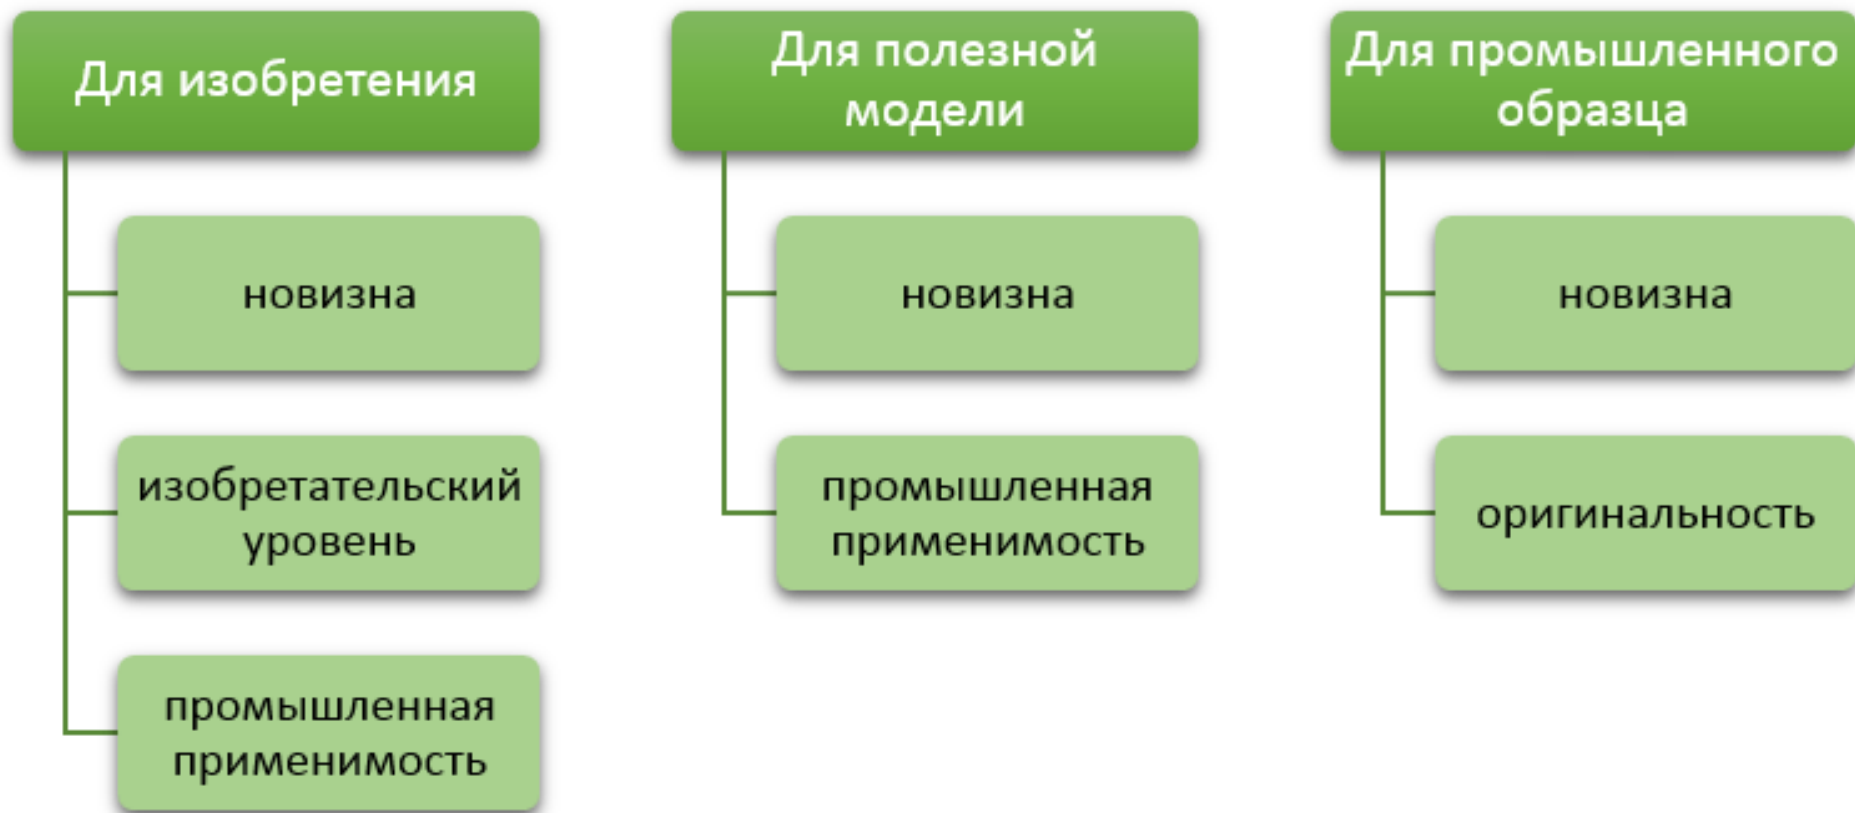 Для изобретения
новизна
изобретательский
уровень
промышленная
применимость
Для полезной
модели
новизна
промышленная
применимость
Для промышленного
образца
новизна
оригинальность